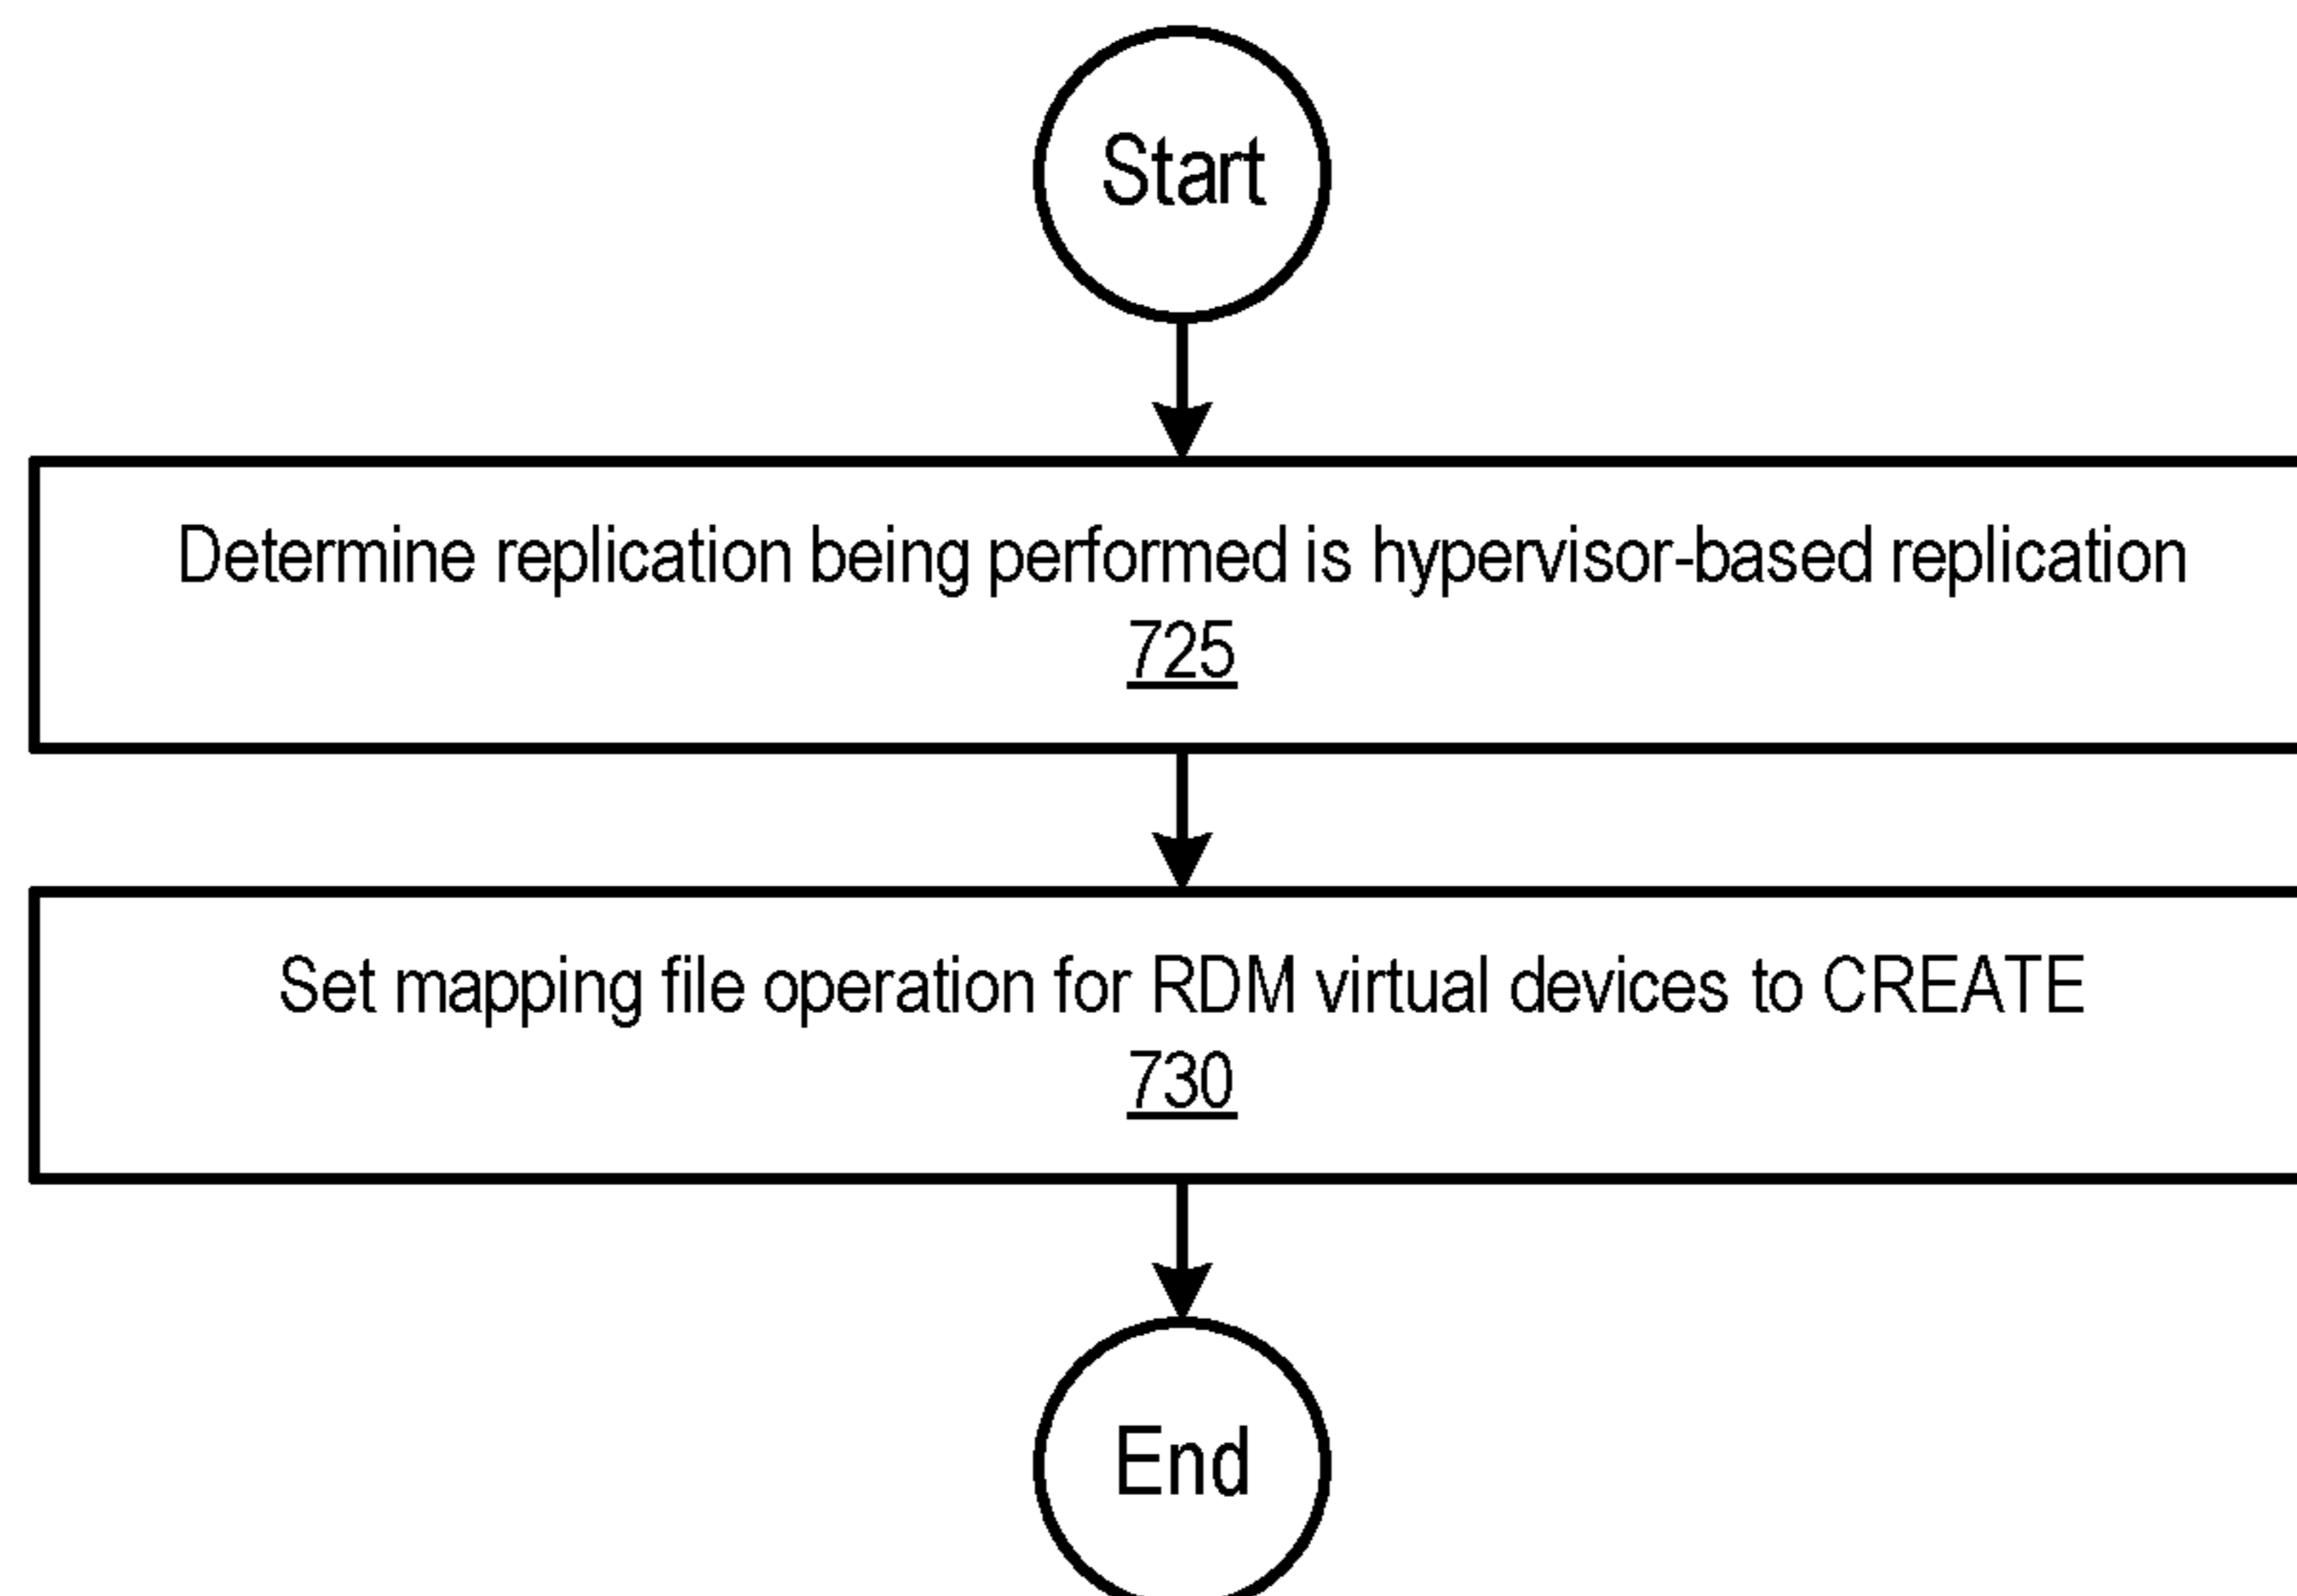 Start
Determine replication being performed is hypervisor-based replication
725
Set mapping file operation for RDM virtual devices to CREATE
730
End